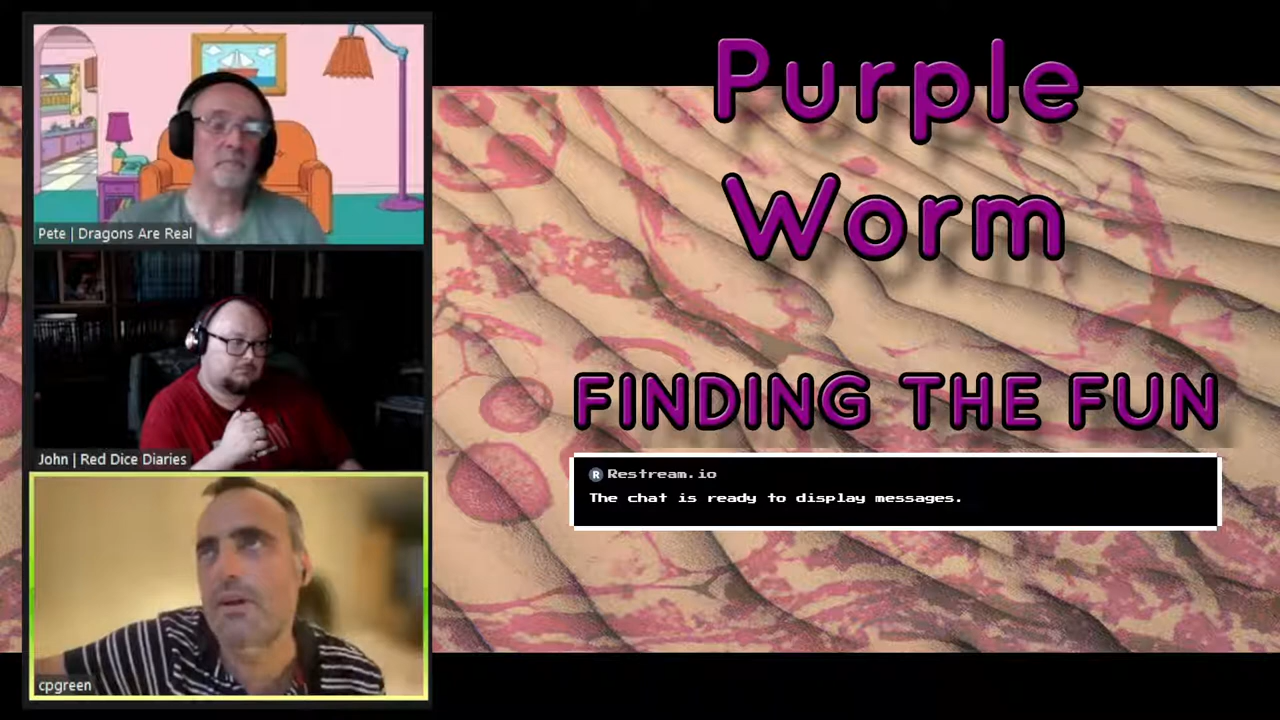 Pete | Dragons Are Real
John | Red Dice Diaries
cpgreen
Purple
Worm
FINDING THE FUN
R Restream.io
The chat is ready to display messages.